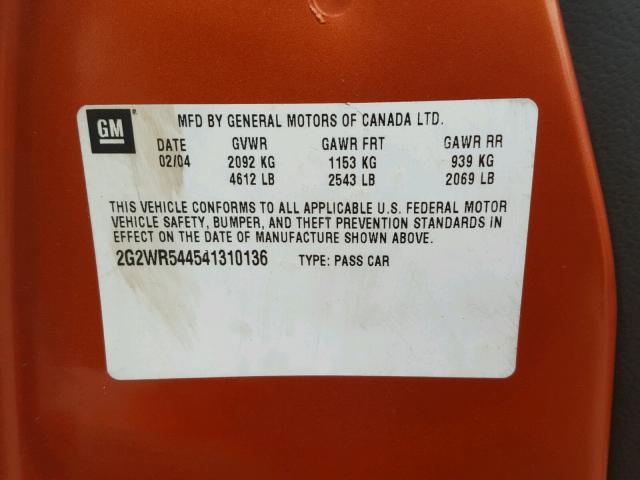 GM
MFD BY GENERAL MOTORS OF CANADA LTD.
DATE GVWR GAWR FRT GAWR RR
02/04 2092 KG 1153 KG 939 KG
4612 LB 2543 LB 2069 LB
THIS VEHICLE CONFORMS TO ALL APPLICABLE U.S. FEDERAL MOTOR
VEHICLE SAFETY, BUMPER, AND THEFT PREVENTION STANDARDS IN
EFFECT ON THE DATE OF MANUFACTURE SHOWN ABOVE.
2G2WR544541310136 TYPE: PASS CAR